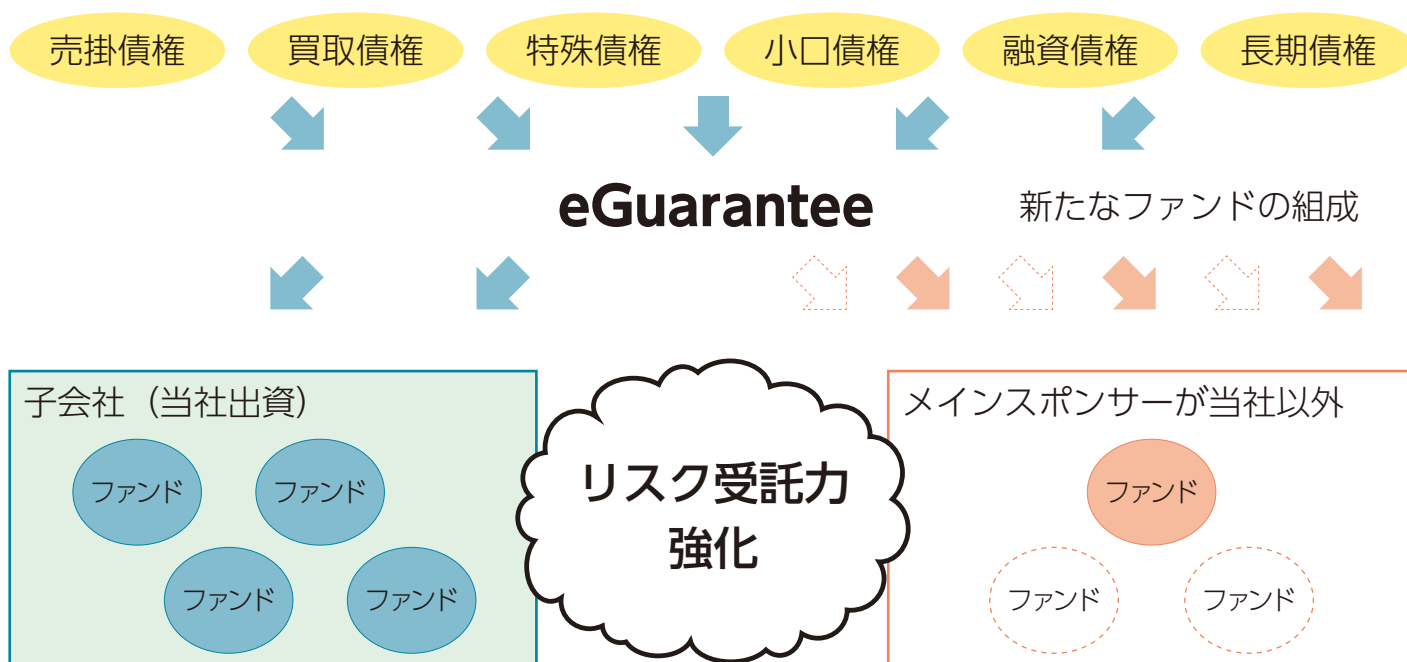 売掛債権
買取債権
特殊債権
小口債権
融資債権
長期債権
eGuarantee
新たなファンドの組成
子会社（当社出資）
ファンド
ファンド
ファンド
ファンド
リスク受託力
強化
メインスポンサーが当社以外
ファンド
ファンド
ファンド